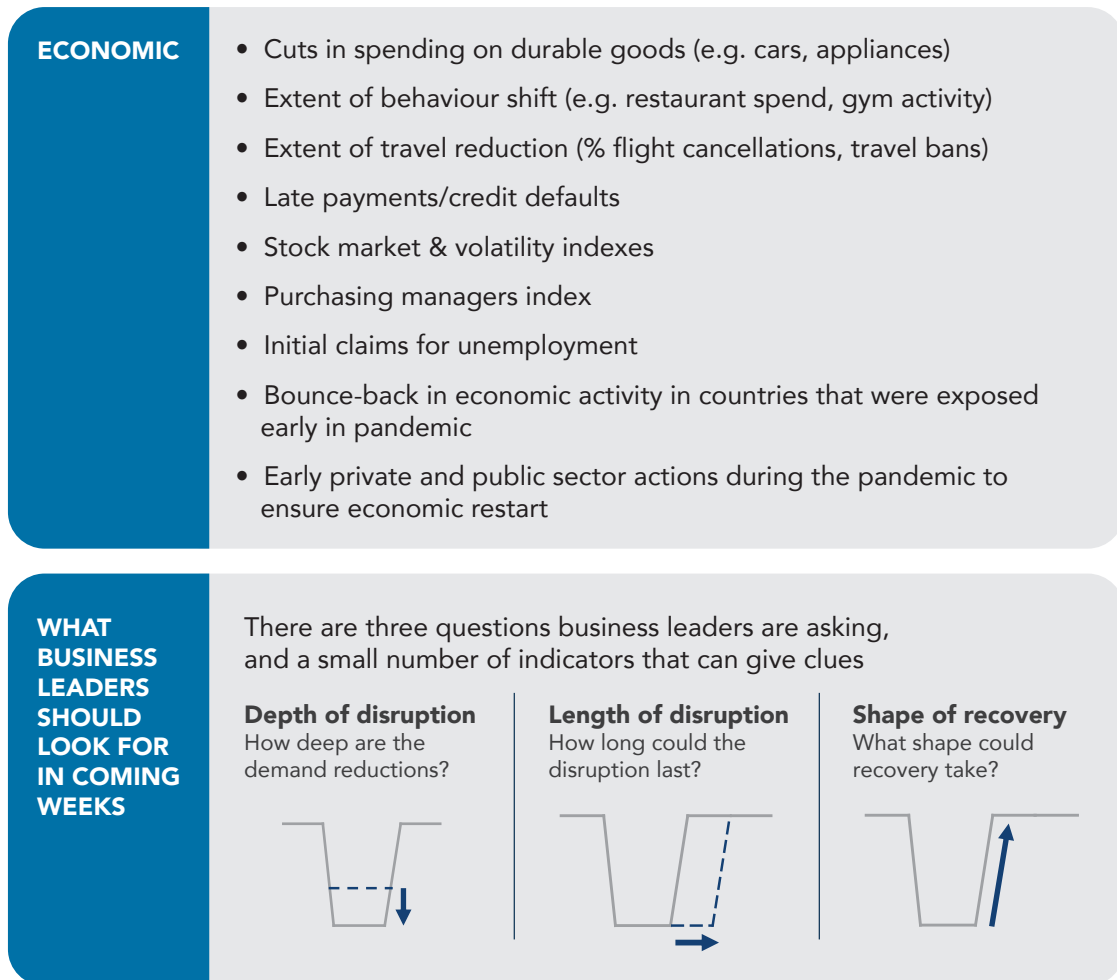 ECONOMIC
• Cuts in spending on durable goods (e.g. cars, appliances)
• Extent of behaviour shift (e.g. restaurant spend, gym activity)
• Extent of travel reduction (% flight cancellations, travel bans)
• Late payments/credit defaults
• Stock market & volatility indexes
• Purchasing managers index
• Initial claims for unemployment
• Bounce-back in economic activity in countries that were exposed
early in pandemic
• Early private and public sector actions during the pandemic to
ensure economic restart
WHAT
BUSINESS
LEADERS
SHOULD
LOOK FOR
IN COMING
WEEKS
There are three questions business leaders are asking,
and a small number of indicators that can give clues
Depth of disruption
How deep are the
demand reductions?
Length of disruption
How long could the
disruption last?
Shape of recovery
What shape could
recovery take?